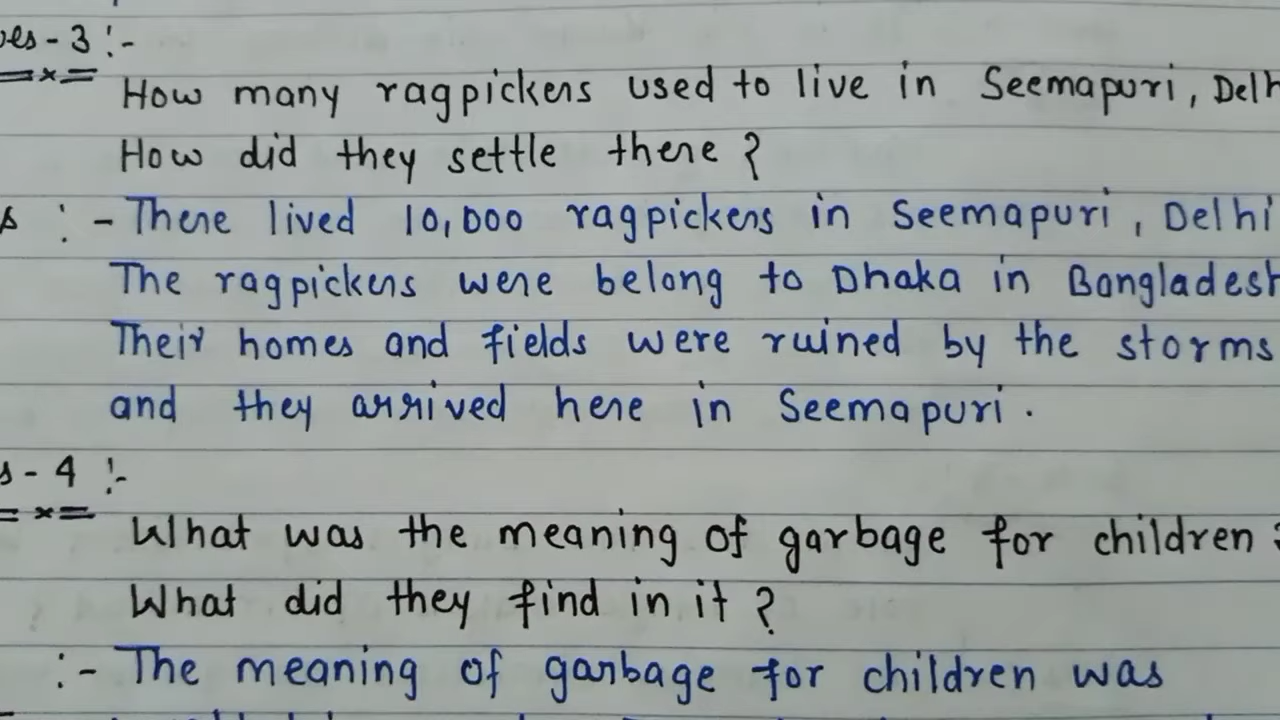 ues - 3 :-
How many ragpickers used to live in Seemapuri, Delh
How did they settle there ?
s :- There lived 10,000 ragpickers in Seemapuri, Delhi
The ragpickers were belong to Dhaka in Bangladesh
Their homes and fields were ruined by the storms
and they arrived here in Seemapuri.
s - 4 :-
What was the meaning of garbage for children ?
What did they find in it ?
:- The meaning of garbage for children was